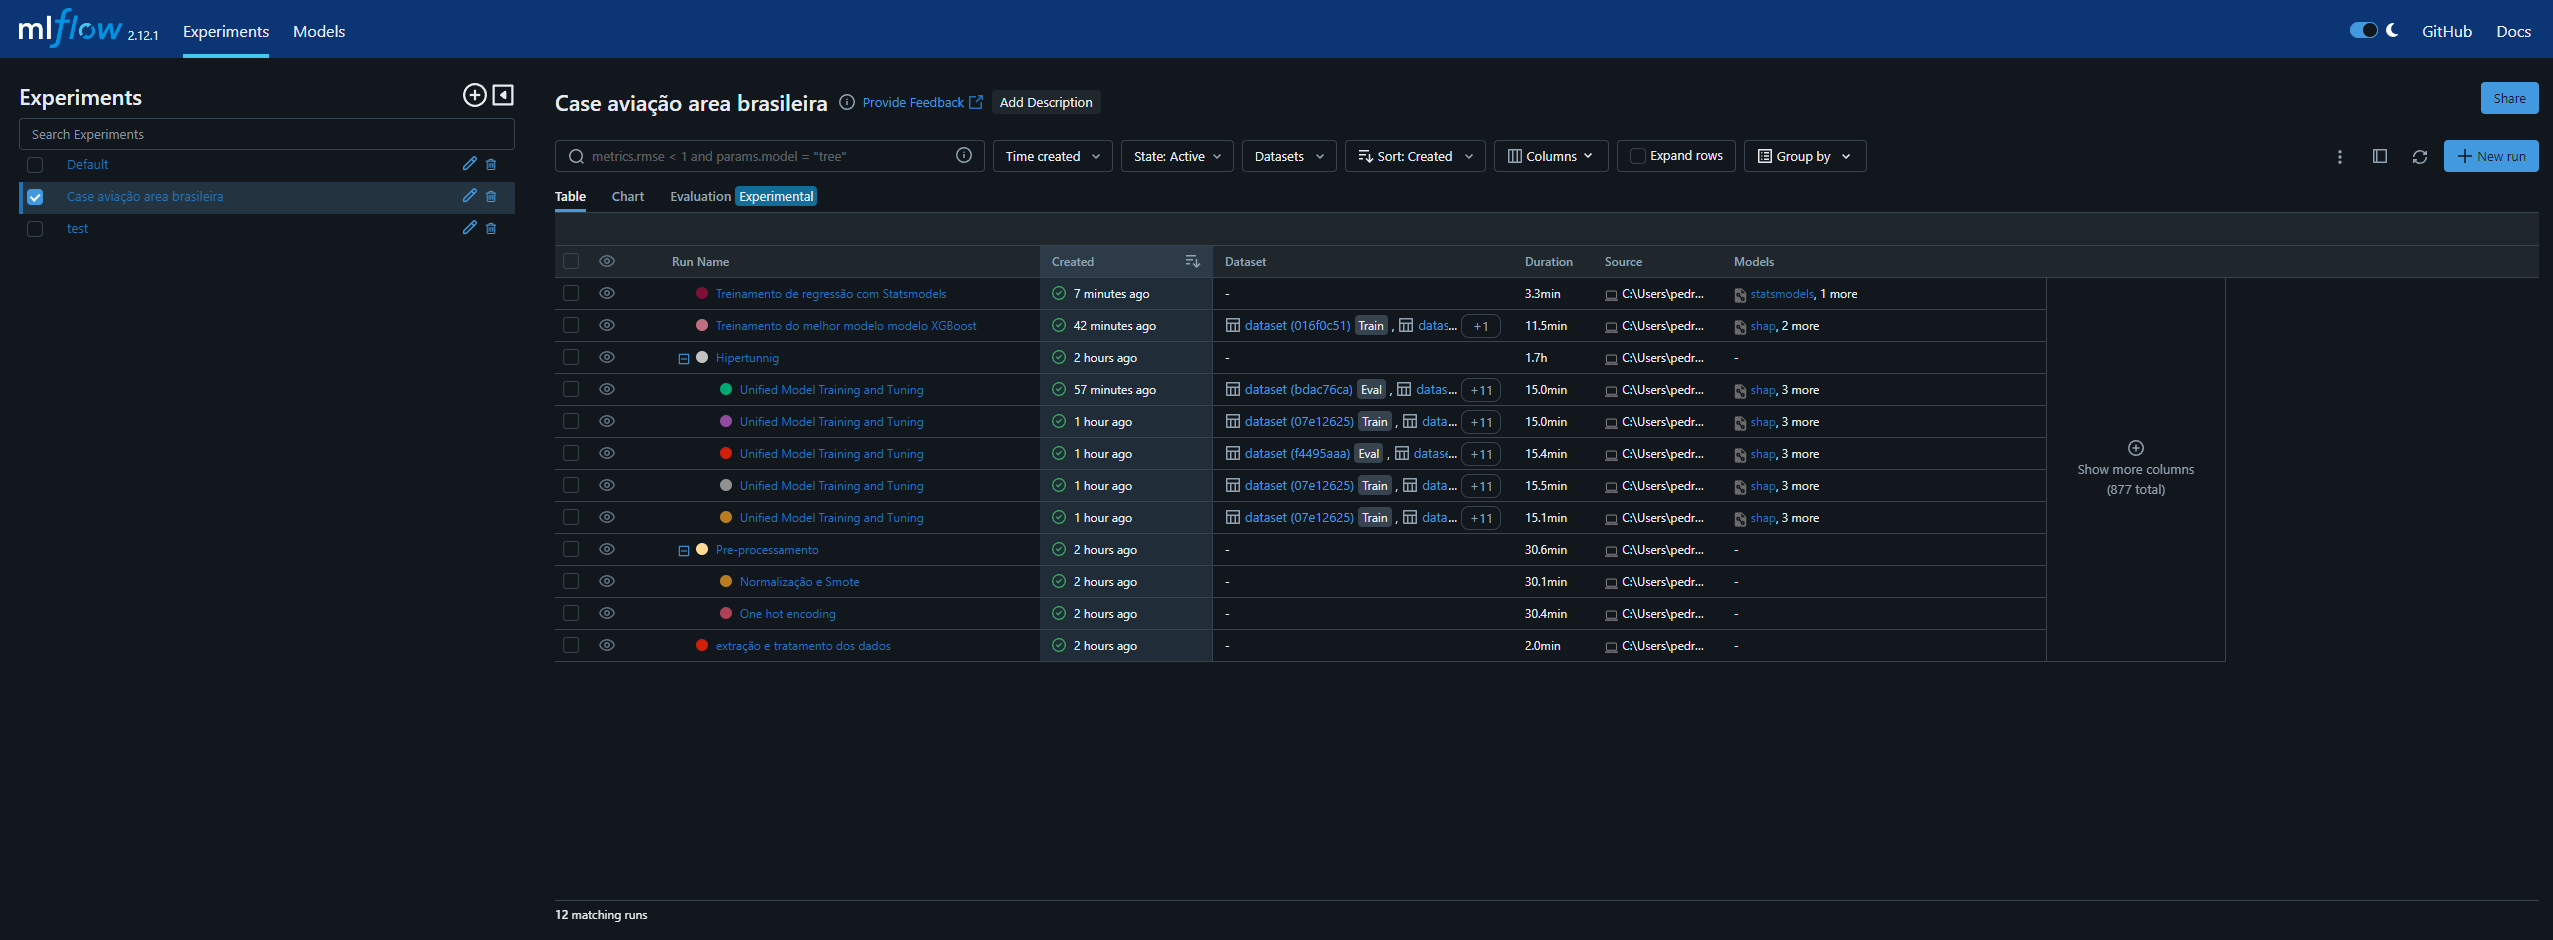 mlflow 2.12.1 Experiments Models GitHub Docs
Experiments
Search Experiments
Default
Case aviação area brasileira
test
Case aviação area brasileira Provide Feedback Add Description Share
metrics.rmse < 1 and params.model = "tree" Time created State: Active Datasets Sort: Created Columns Expand rows Group by New run
Table Chart Evaluation Experimental
Run Name Created Dataset Duration Source Models
Treinamento de regressão com Statsmodels 7 minutes ago - 3.3min C:\Users\pedr... statsmodels, 1 more
Treinamento do melhor modelo modelo XGBoost 42 minutes ago dataset (016f0c51) Train , datas... +1 11.5min C:\Users\pedr... shap, 2 more
Hipertunnig 2 hours ago - 1.7h C:\Users\pedr... -
Unified Model Training and Tuning 57 minutes ago dataset (bdac76ca) Eval , datas... +11 15.0min C:\Users\pedr... shap, 3 more
Unified Model Training and Tuning 1 hour ago dataset (07e12625) Train , data... +11 15.0min C:\Users\pedr... shap, 3 more
Unified Model Training and Tuning 1 hour ago dataset (f4495aaa) Eval , datase... +11 15.4min C:\Users\pedr... shap, 3 more
Unified Model Training and Tuning 1 hour ago dataset (07e12625) Train , data... +11 15.5min C:\Users\pedr... shap, 3 more
Unified Model Training and Tuning 1 hour ago dataset (07e12625) Train , data... +11 15.1min C:\Users\pedr... shap, 3 more
Pre-processamento 2 hours ago - 30.6min C:\Users\pedr... -
Normalização e Smote 2 hours ago - 30.1min C:\Users\pedr... -
One hot encoding 2 hours ago - 30.4min C:\Users\pedr... -
extração e tratamento dos dados 2 hours ago - 2.0min C:\Users\pedr... -
Show more columns
(877 total)
12 matching runs